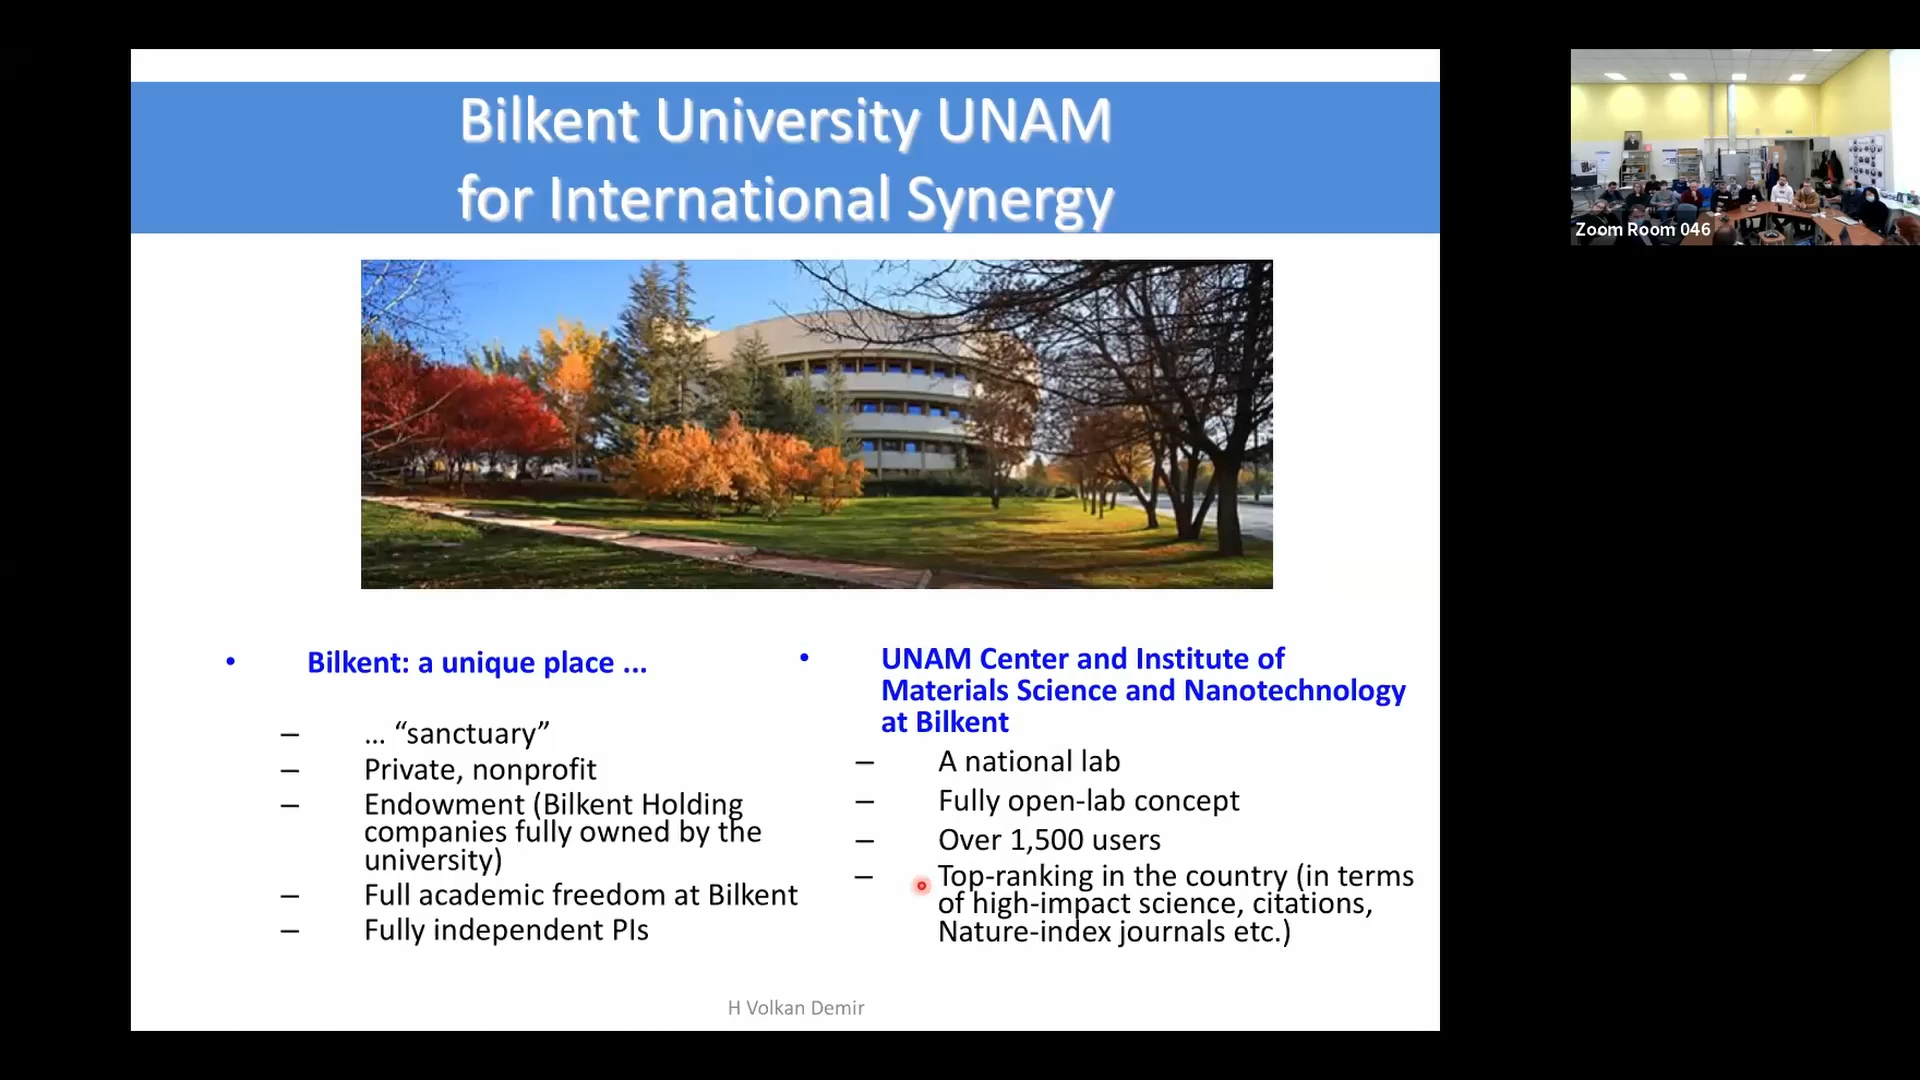 Bilkent University UNAM
for International Synergy
• Bilkent: a unique place ...
– ... “sanctuary”
– Private, nonprofit
– Endowment (Bilkent Holding
companies fully owned by the
university)
– Full academic freedom at Bilkent
– Fully independent PIs
• UNAM Center and Institute of
Materials Science and Nanotechnology
at Bilkent
– A national lab
– Fully open-lab concept
– Over 1,500 users
– Top-ranking in the country (in terms
of high-impact science, citations,
Nature-index journals etc.)
H Volkan Demir
Zoom Room 046